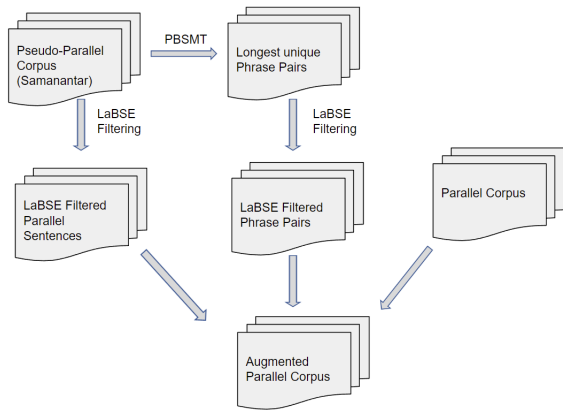 Pseudo-Parallel
Corpus
(Samanantar)
PBSMT
Longest unique
Phrase Pairs
LaBSE
Filtering
LaBSE
Filtering
LaBSE Filtered
Parallel
Sentences
LaBSE Filtered
Phrase Pairs
Parallel Corpus
Augmented
Parallel Corpus